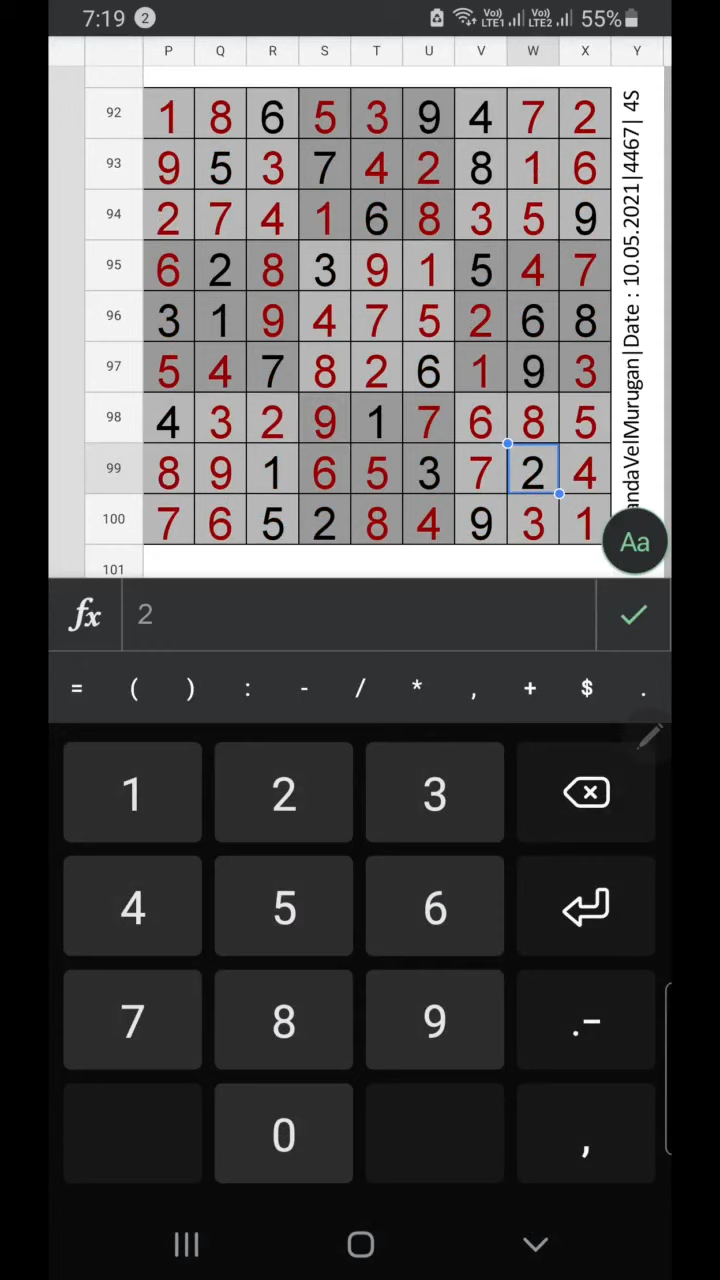 7:19 2 Vo)) LTE1 Vo)) LTE2 55%
P Q R S T U V W X Y
92 1 8 6 5 3 9 4 7 2
93 9 5 3 7 4 2 8 1 6
94 2 7 4 1 6 8 3 5 9
95 6 2 8 3 9 1 5 4 7
96 3 1 9 4 7 5 2 6 8
97 5 4 7 8 2 6 1 9 3
98 4 3 2 9 1 7 6 8 5
99 8 9 1 6 5 3 7 2 4
100 7 6 5 2 8 4 9 3 1
101
andaVelMurugan|Date : 10.05.2021|4467| 4S
Aa
fx 2
= ( ) : - / * , + $ .
1 2 3
4 5 6
7 8 9 .-
0 ,